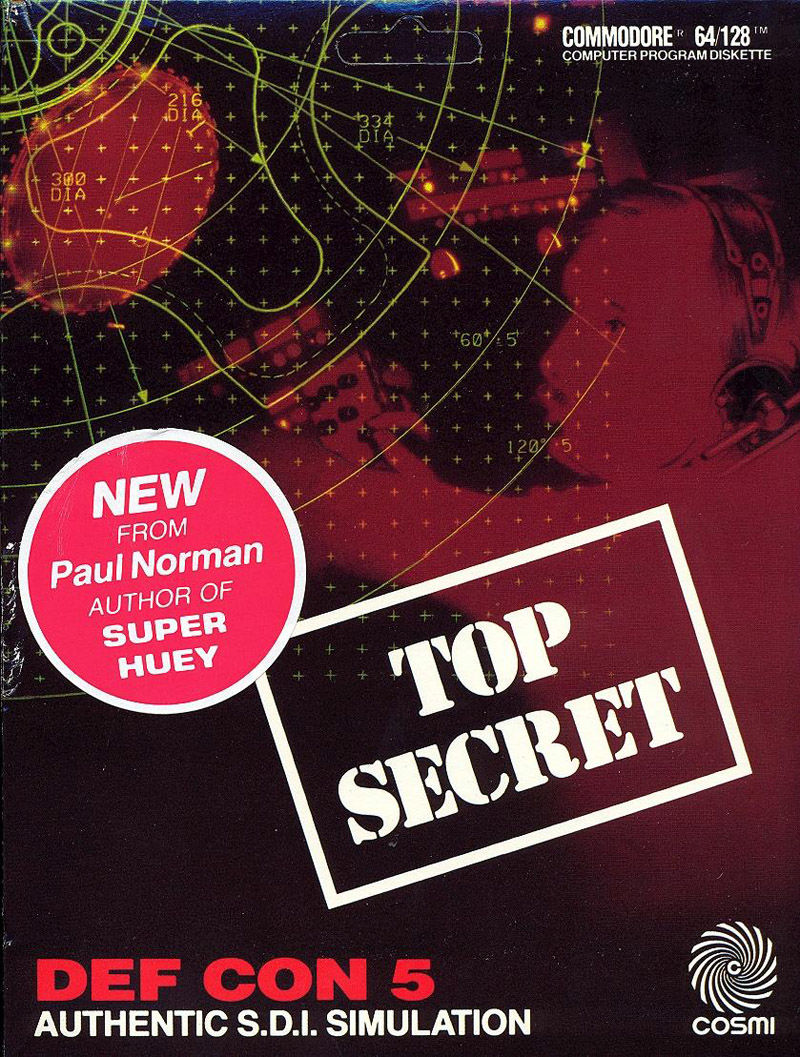 COMMODORE R 64/128 TM
COMPUTER PROGRAM DISKETTE
216
DIA
334
DIA
300
DIA
60° 5
120° 5
NEW
FROM
Paul Norman
AUTHOR OF
SUPER
HUEY
TOP
SECRET
DEF CON 5
AUTHENTIC S.D.I. SIMULATION
C
COSMI